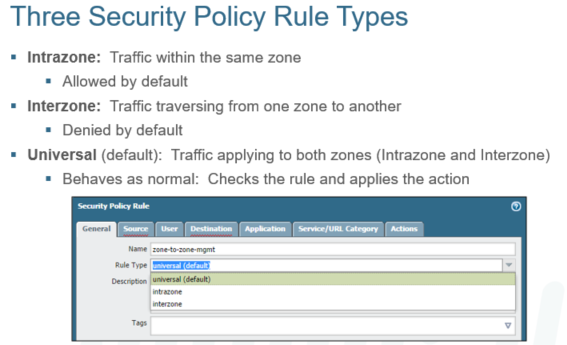 Three Security Policy Rule Types
Intrazone: Traffic within the same zone
Allowed by default
Interzone: Traffic traversing from one zone to another
Denied by default
Universal (default): Traffic applying to both zones (Intrazone and Interzone)
Behaves as normal: Checks the rule and applies the action
Security Policy Rule
General Source User Destination Application Service/URL Category Actions
Name zone-to-zone-mgmt
Rule Type universal (default)
Description universal (default)
intrazone
interzone
Tags